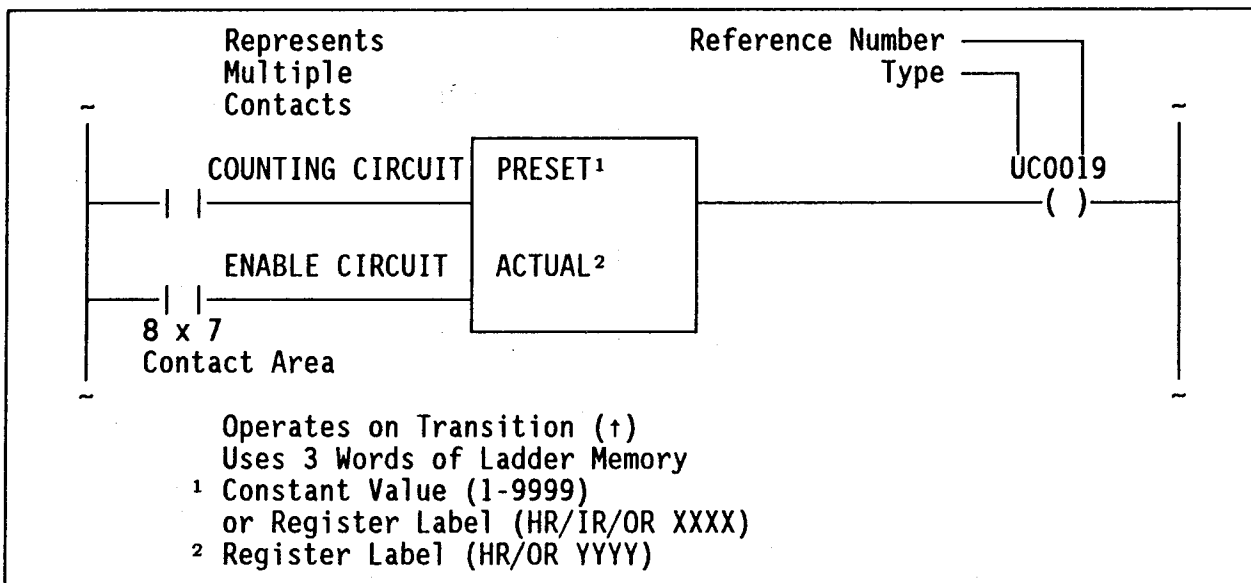 Represents
Multiple
Contacts
Reference Number
Type
~
~
COUNTING CIRCUIT
PRESET¹
UC0019
( )
ENABLE CIRCUIT
ACTUAL²
8 x 7
Contact Area
~
~
Operates on Transition (↑)
Uses 3 Words of Ladder Memory
¹ Constant Value (1-9999)
or Register Label (HR/IR/OR XXXX)
² Register Label (HR/OR YYYY)